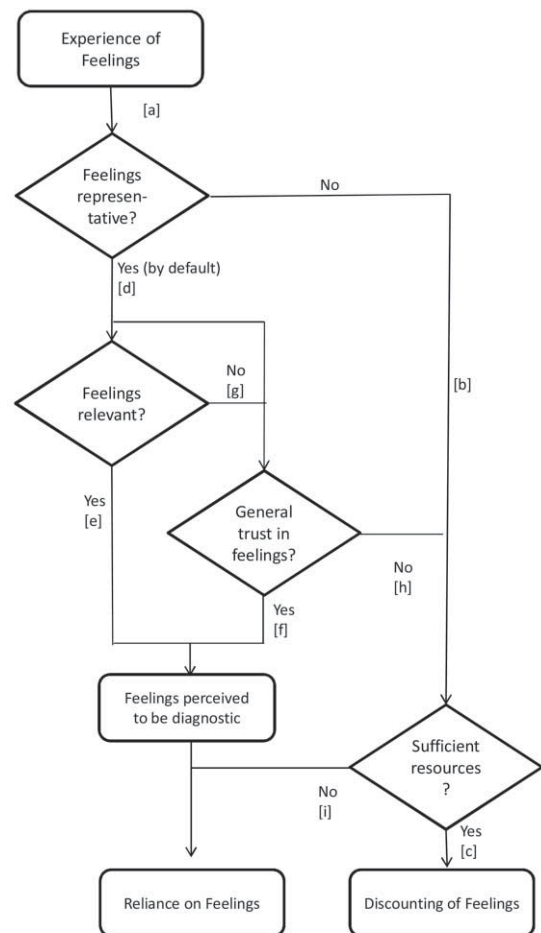 Experience of
Feelings
[a]
Feelings
represen-
tative?
No
Yes (by default)
[d]
No
[g]
[b]
Feelings
relevant?
Yes
[e]
General
trust in
feelings?
No
[h]
Yes
[f]
Feelings perceived
to be diagnostic
Sufficient
resources
?
No
[i]
Yes
[c]
Reliance on Feelings
Discounting of Feelings